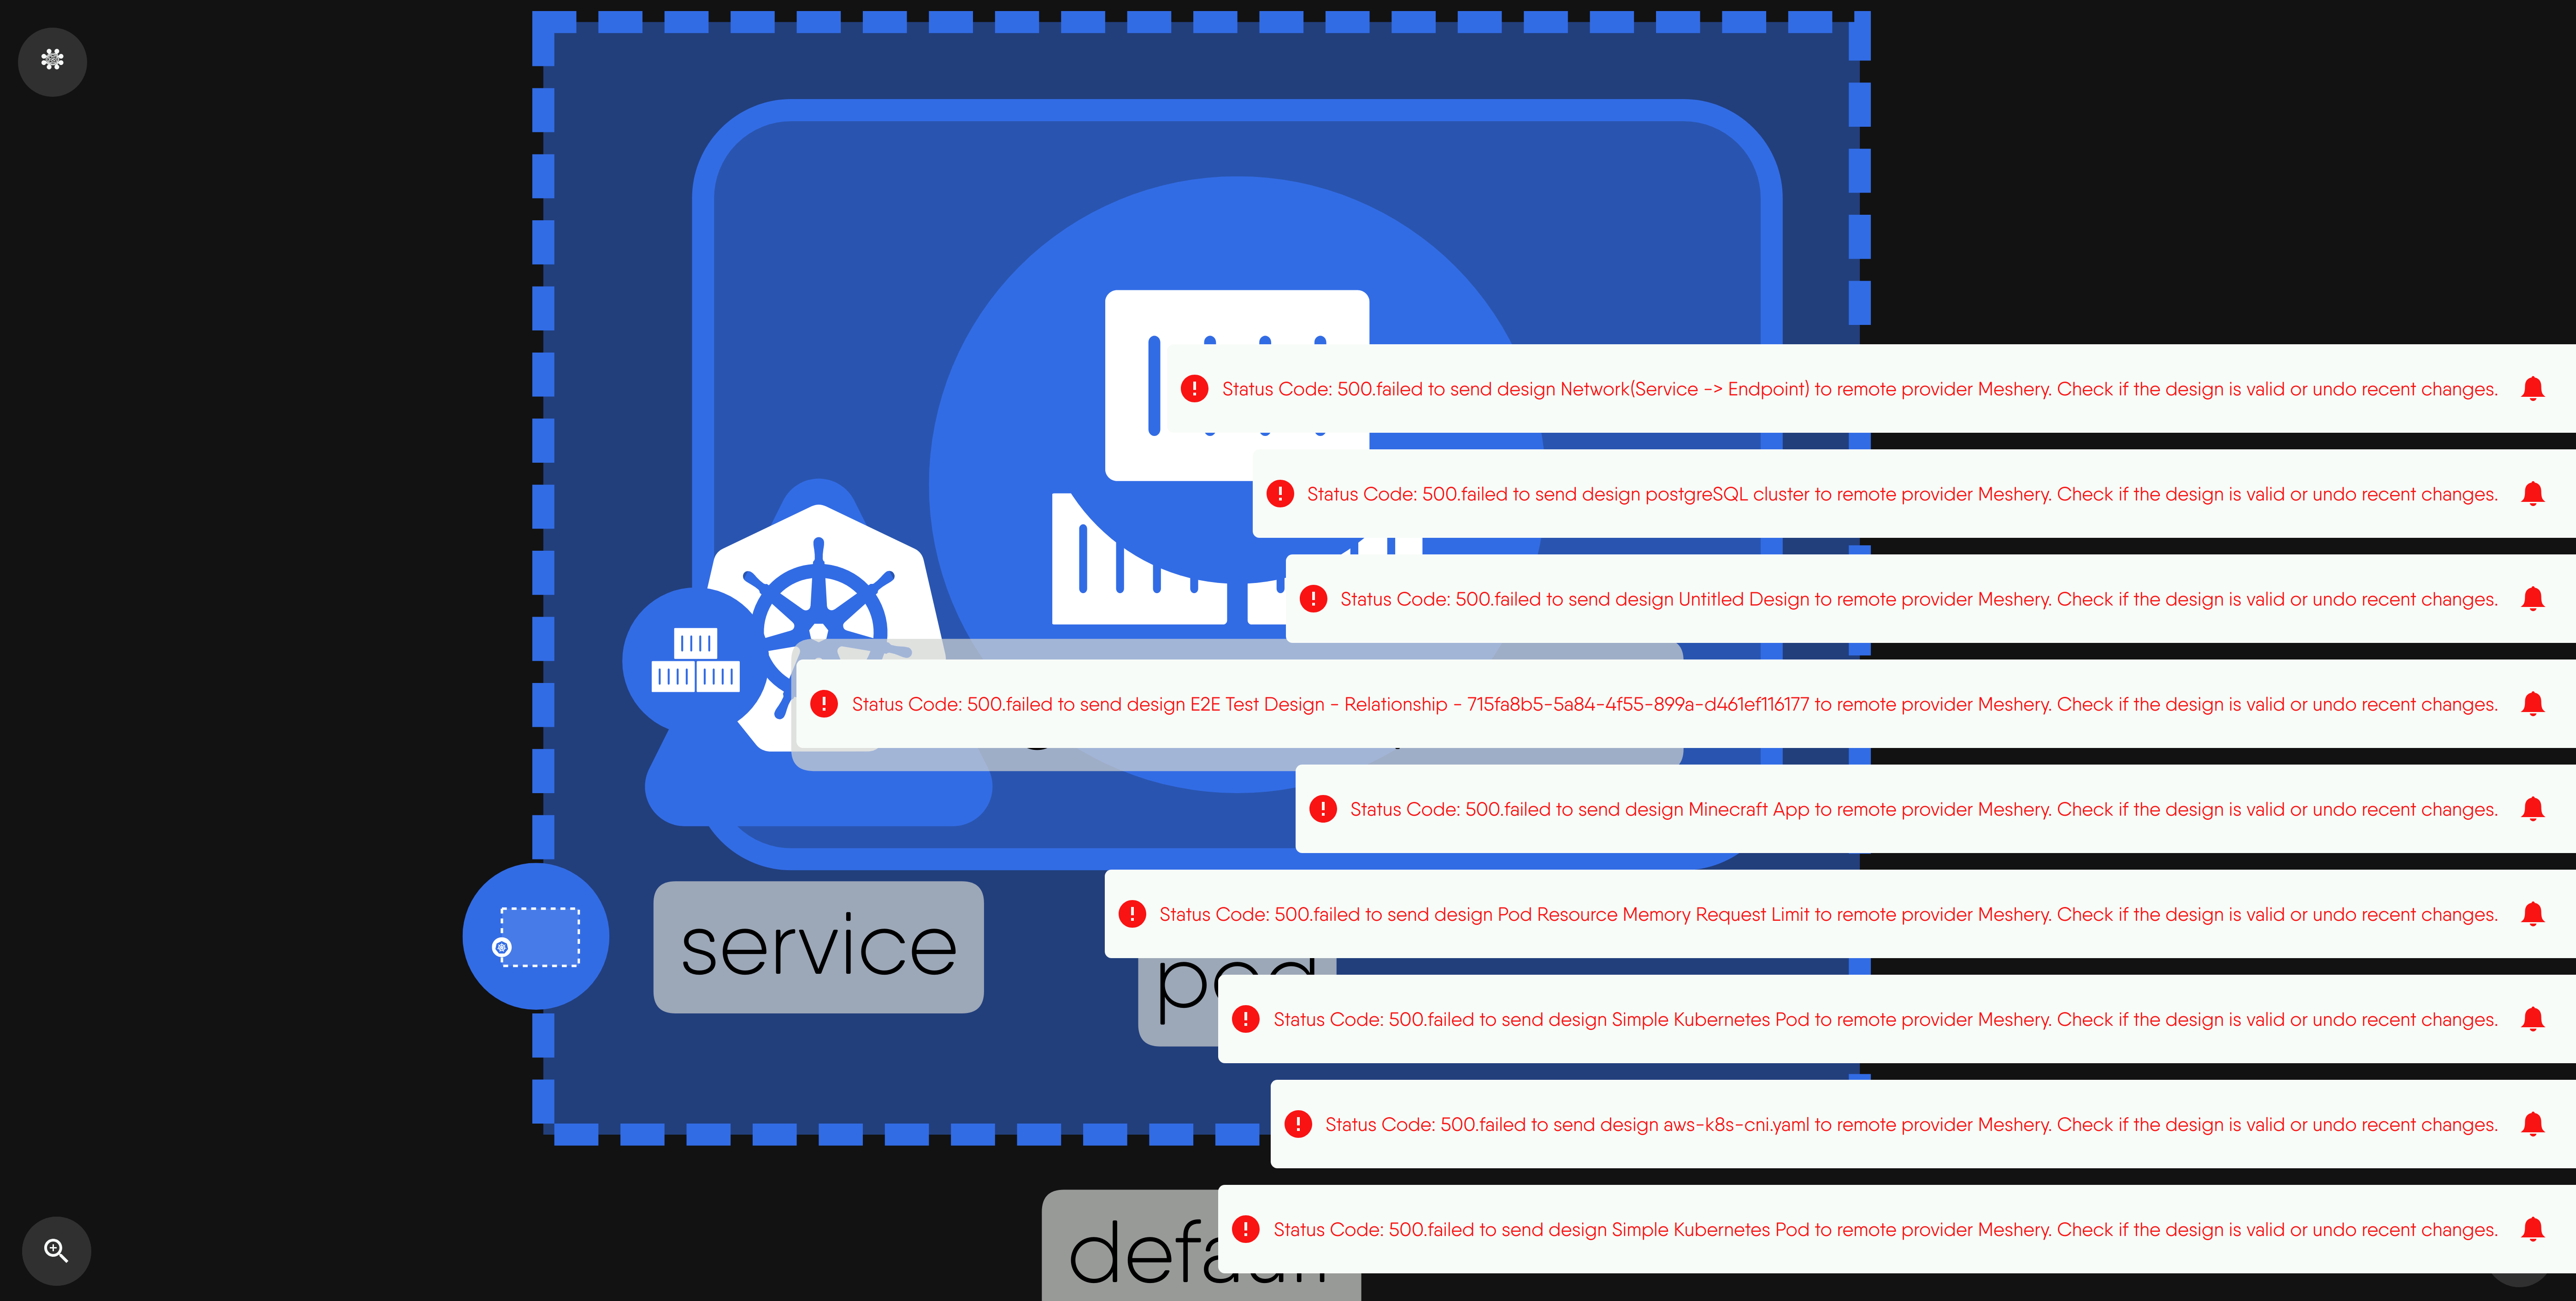 Status Code: 500.failed to send design Network(Service -> Endpoint) to remote provider Meshery. Check if the design is valid or undo recent changes.
Status Code: 500.failed to send design postgreSQL cluster to remote provider Meshery. Check if the design is valid or undo recent changes.
Status Code: 500.failed to send design Untitled Design to remote provider Meshery. Check if the design is valid or undo recent changes.
Status Code: 500.failed to send design E2E Test Design - Relationship - 715fa8b5-5a84-4f55-899a-d461ef116177 to remote provider Meshery. Check if the design is valid or undo recent changes.
Status Code: 500.failed to send design Minecraft App to remote provider Meshery. Check if the design is valid or undo recent changes.
Status Code: 500.failed to send design Pod Resource Memory Request Limit to remote provider Meshery. Check if the design is valid or undo recent changes.
service
pod
Status Code: 500.failed to send design Simple Kubernetes Pod to remote provider Meshery. Check if the design is valid or undo recent changes.
Status Code: 500.failed to send design aws-k8s-cni.yaml to remote provider Meshery. Check if the design is valid or undo recent changes.
Status Code: 500.failed to send design Simple Kubernetes Pod to remote provider Meshery. Check if the design is valid or undo recent changes.
default